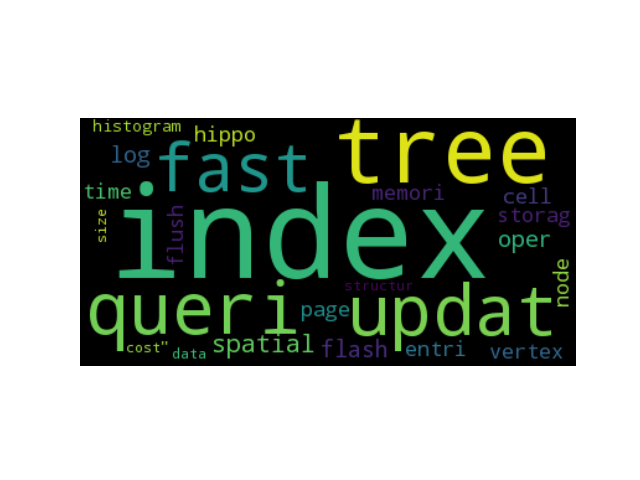 histogram
hippo
tree
log
fast
time
memori
cell
index
storag
size
flush
oper
structur
node
queri
page
updat
cost"
data
spatial
flash
entri
vertex